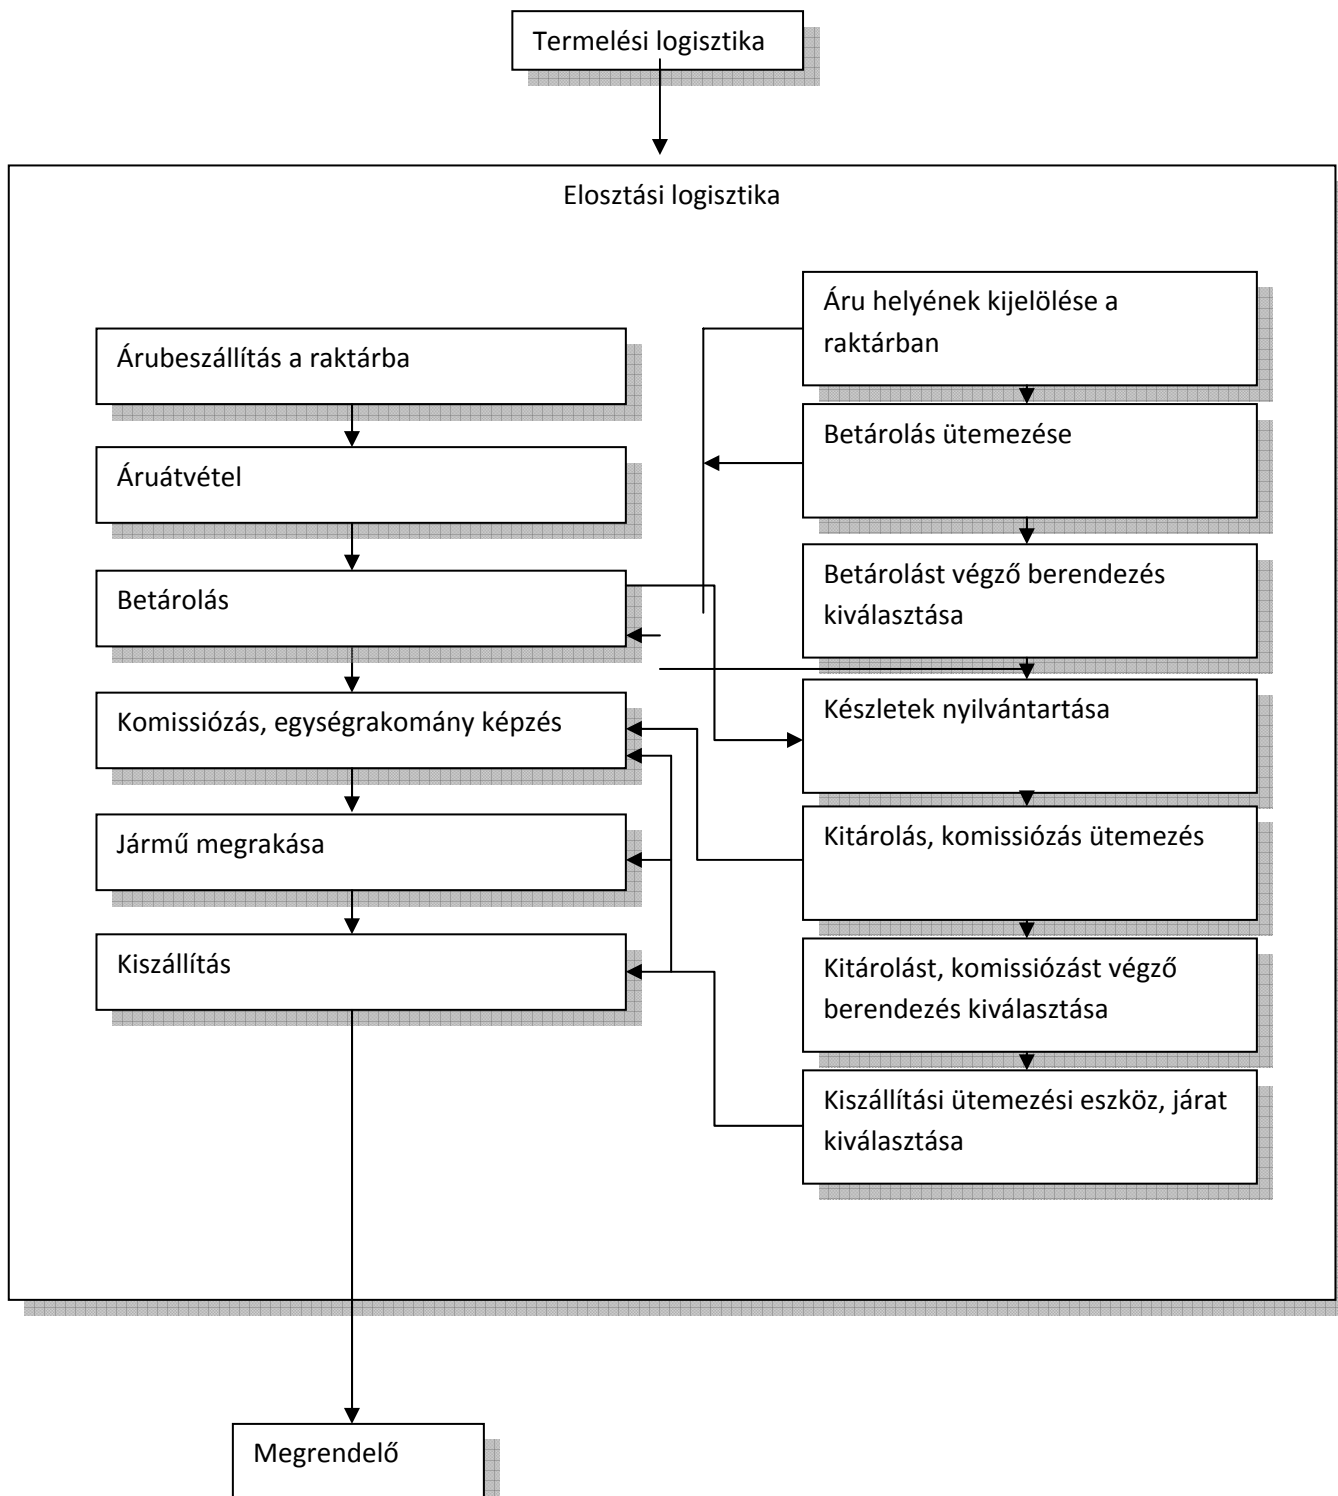 Termelési logisztika
Elosztási logisztika
Árubeszállítás a raktárba
Áruátvétel
Betárolás
Komissiózás, egységrakomány képzés
Jármű megrakása
Kiszállítás
Áru helyének kijelölése a
raktárban
Betárolás ütemezése
Betárolást végző berendezés
kiválasztása
Készletek nyilvántartása
Kitárolás, komissiózás ütemezés
Kitárolást, komissiózást végző
berendezés kiválasztása
Kiszállítási ütemezési eszköz, járat
kiválasztása
Megrendelő